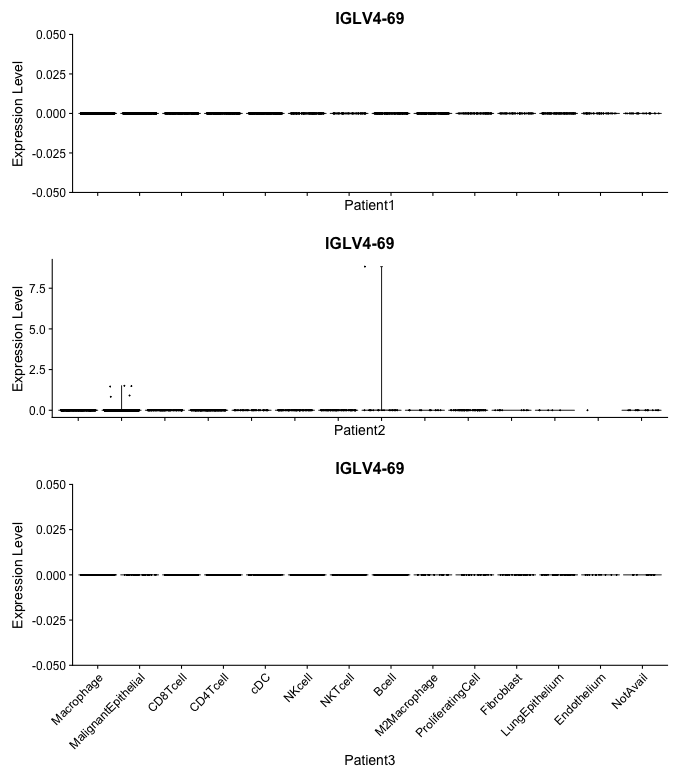 IGLV4-69
0.050
0.025
0.000
-0.025
-0.050
Expression Level
Patient1
IGLV4-69
7.5
5.0
2.5
0.0
Expression Level
Patient2
IGLV4-69
0.050
0.025
0.000
-0.025
-0.050
Expression Level
Macrophage
MalignantEpithelial
CD8Tcell
CD4Tcell
cDC
NKcell
NKTcell
Bcell
M2Macrophage
ProliferatingCell
Fibroblast
LungEpithelium
Endothelium
NotAvail
Patient3